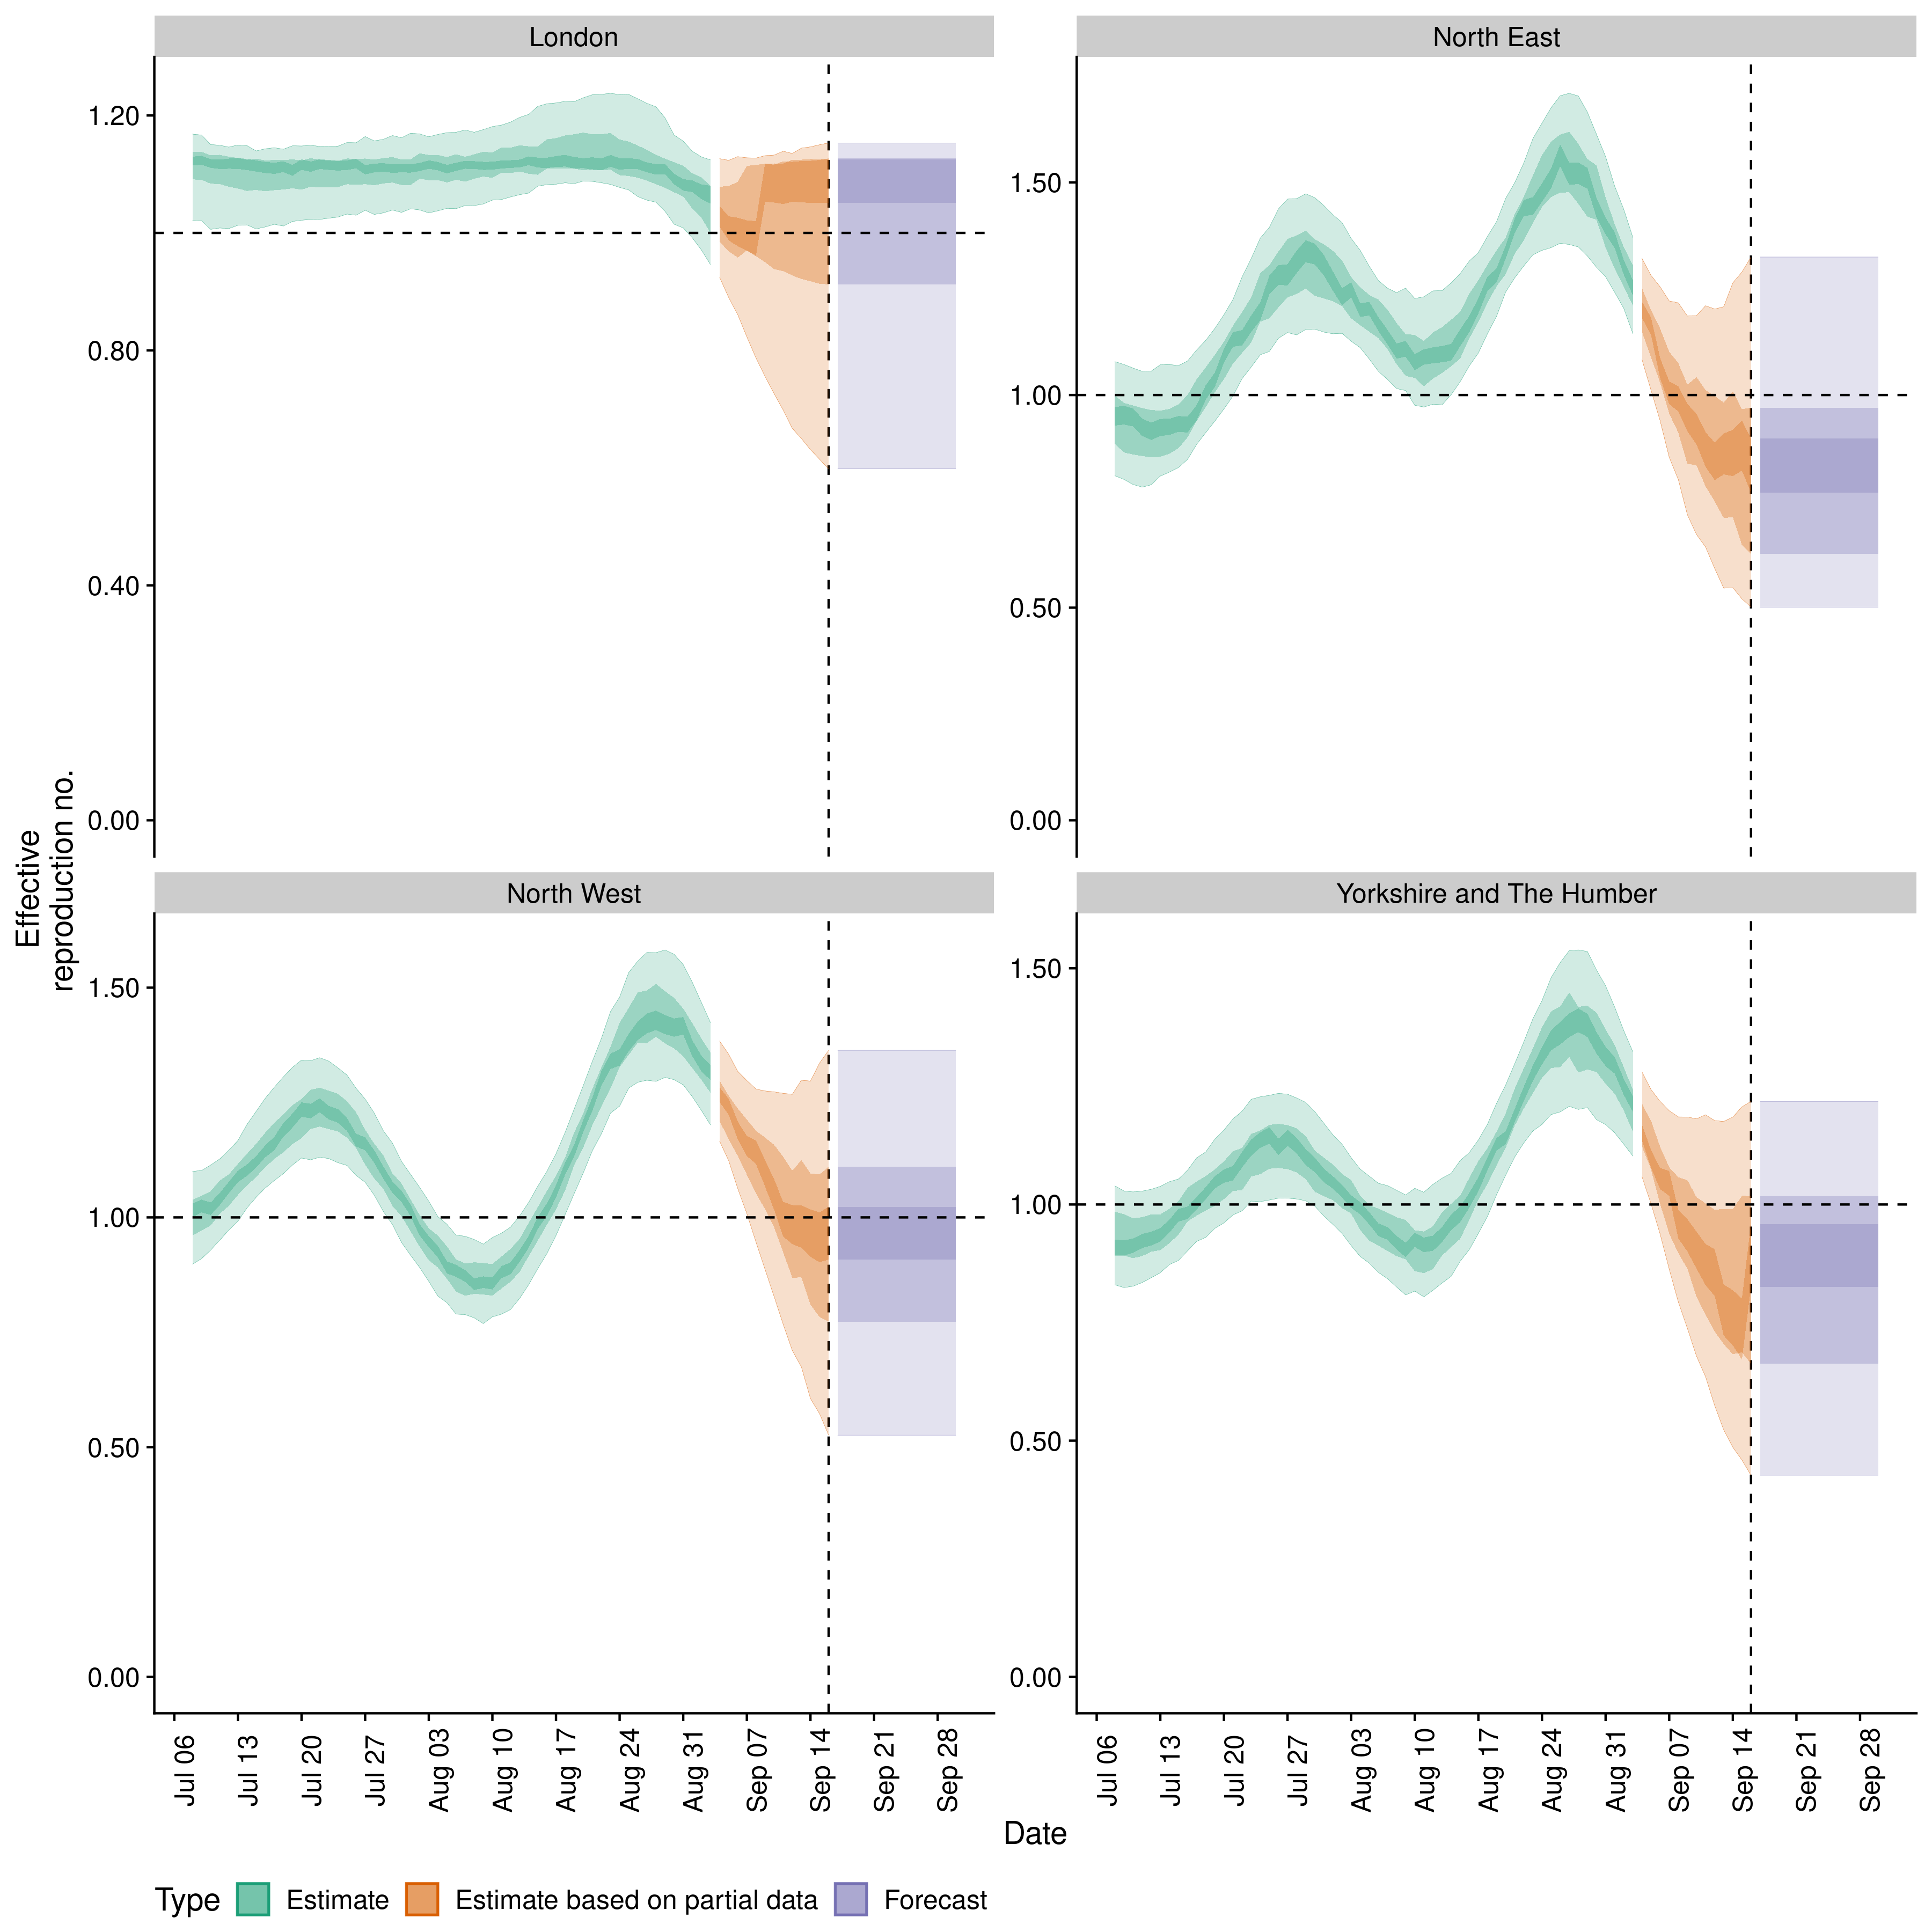 London
North East
1.20
0.80
0.40
0.00
1.50
1.00
0.50
0.00
Effective
reproduction no.
North West
Yorkshire and The Humber
1.50
1.00
0.50
0.00
1.50
1.00
0.50
0.00
Jul 06
Jul 13
Jul 20
Jul 27
Aug 03
Aug 10
Aug 17
Aug 24
Aug 31
Sep 07
Sep 14
Sep 21
Sep 28
Jul 06
Jul 13
Jul 20
Jul 27
Aug 03
Aug 10
Aug 17
Aug 24
Aug 31
Sep 07
Sep 14
Sep 21
Sep 28
Date
Type Estimate Estimate based on partial data Forecast